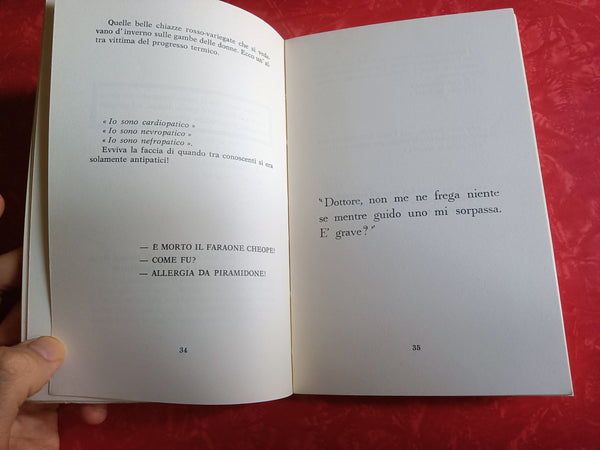 Quelle belle chiazze rosso-variegate che si vede-
vano d'inverno sulle gambe delle donne. Ecco un'al-
tra vittima del progresso termico.
« Io sono cardiopatico »
« Io sono nevropatico »
« Io sono nefropatico ».
Evviva la faccia di quando tra conoscenti si era
solamente antipatici!
— È MORTO IL FARAONE CHEOPE!
— COME FU?
— ALLERGIA DA PIRAMIDONE!
34
"Dottore, non me ne frega niente
se mentre guido uno mi sorpassa.
E' grave?"
35